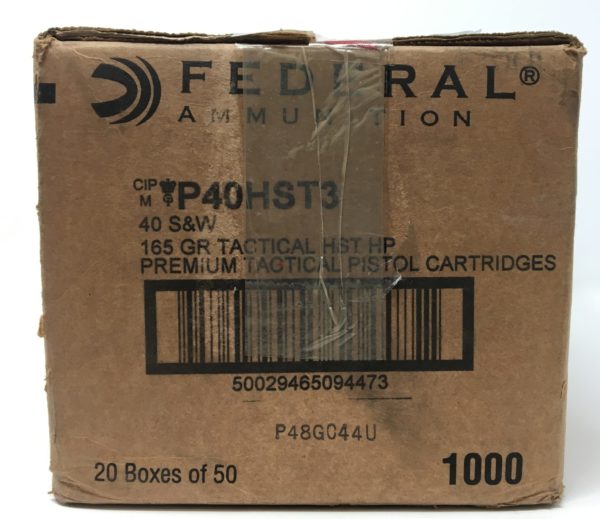 FEDERAL®
AMMUNITION
CIP
M
P40HST3
40 S&W
165 GR TACTICAL HST HP
PREMIUM TACTICAL PISTOL CARTRIDGES
50029465094473
P48GC44U
20 Boxes of 50
1000